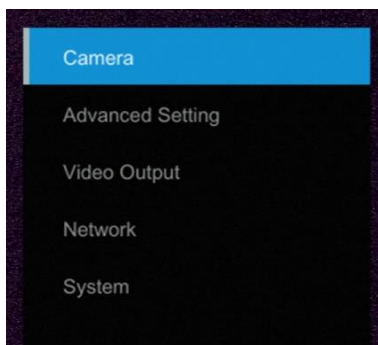 Camera
Advanced Setting
Video Output
Network
System